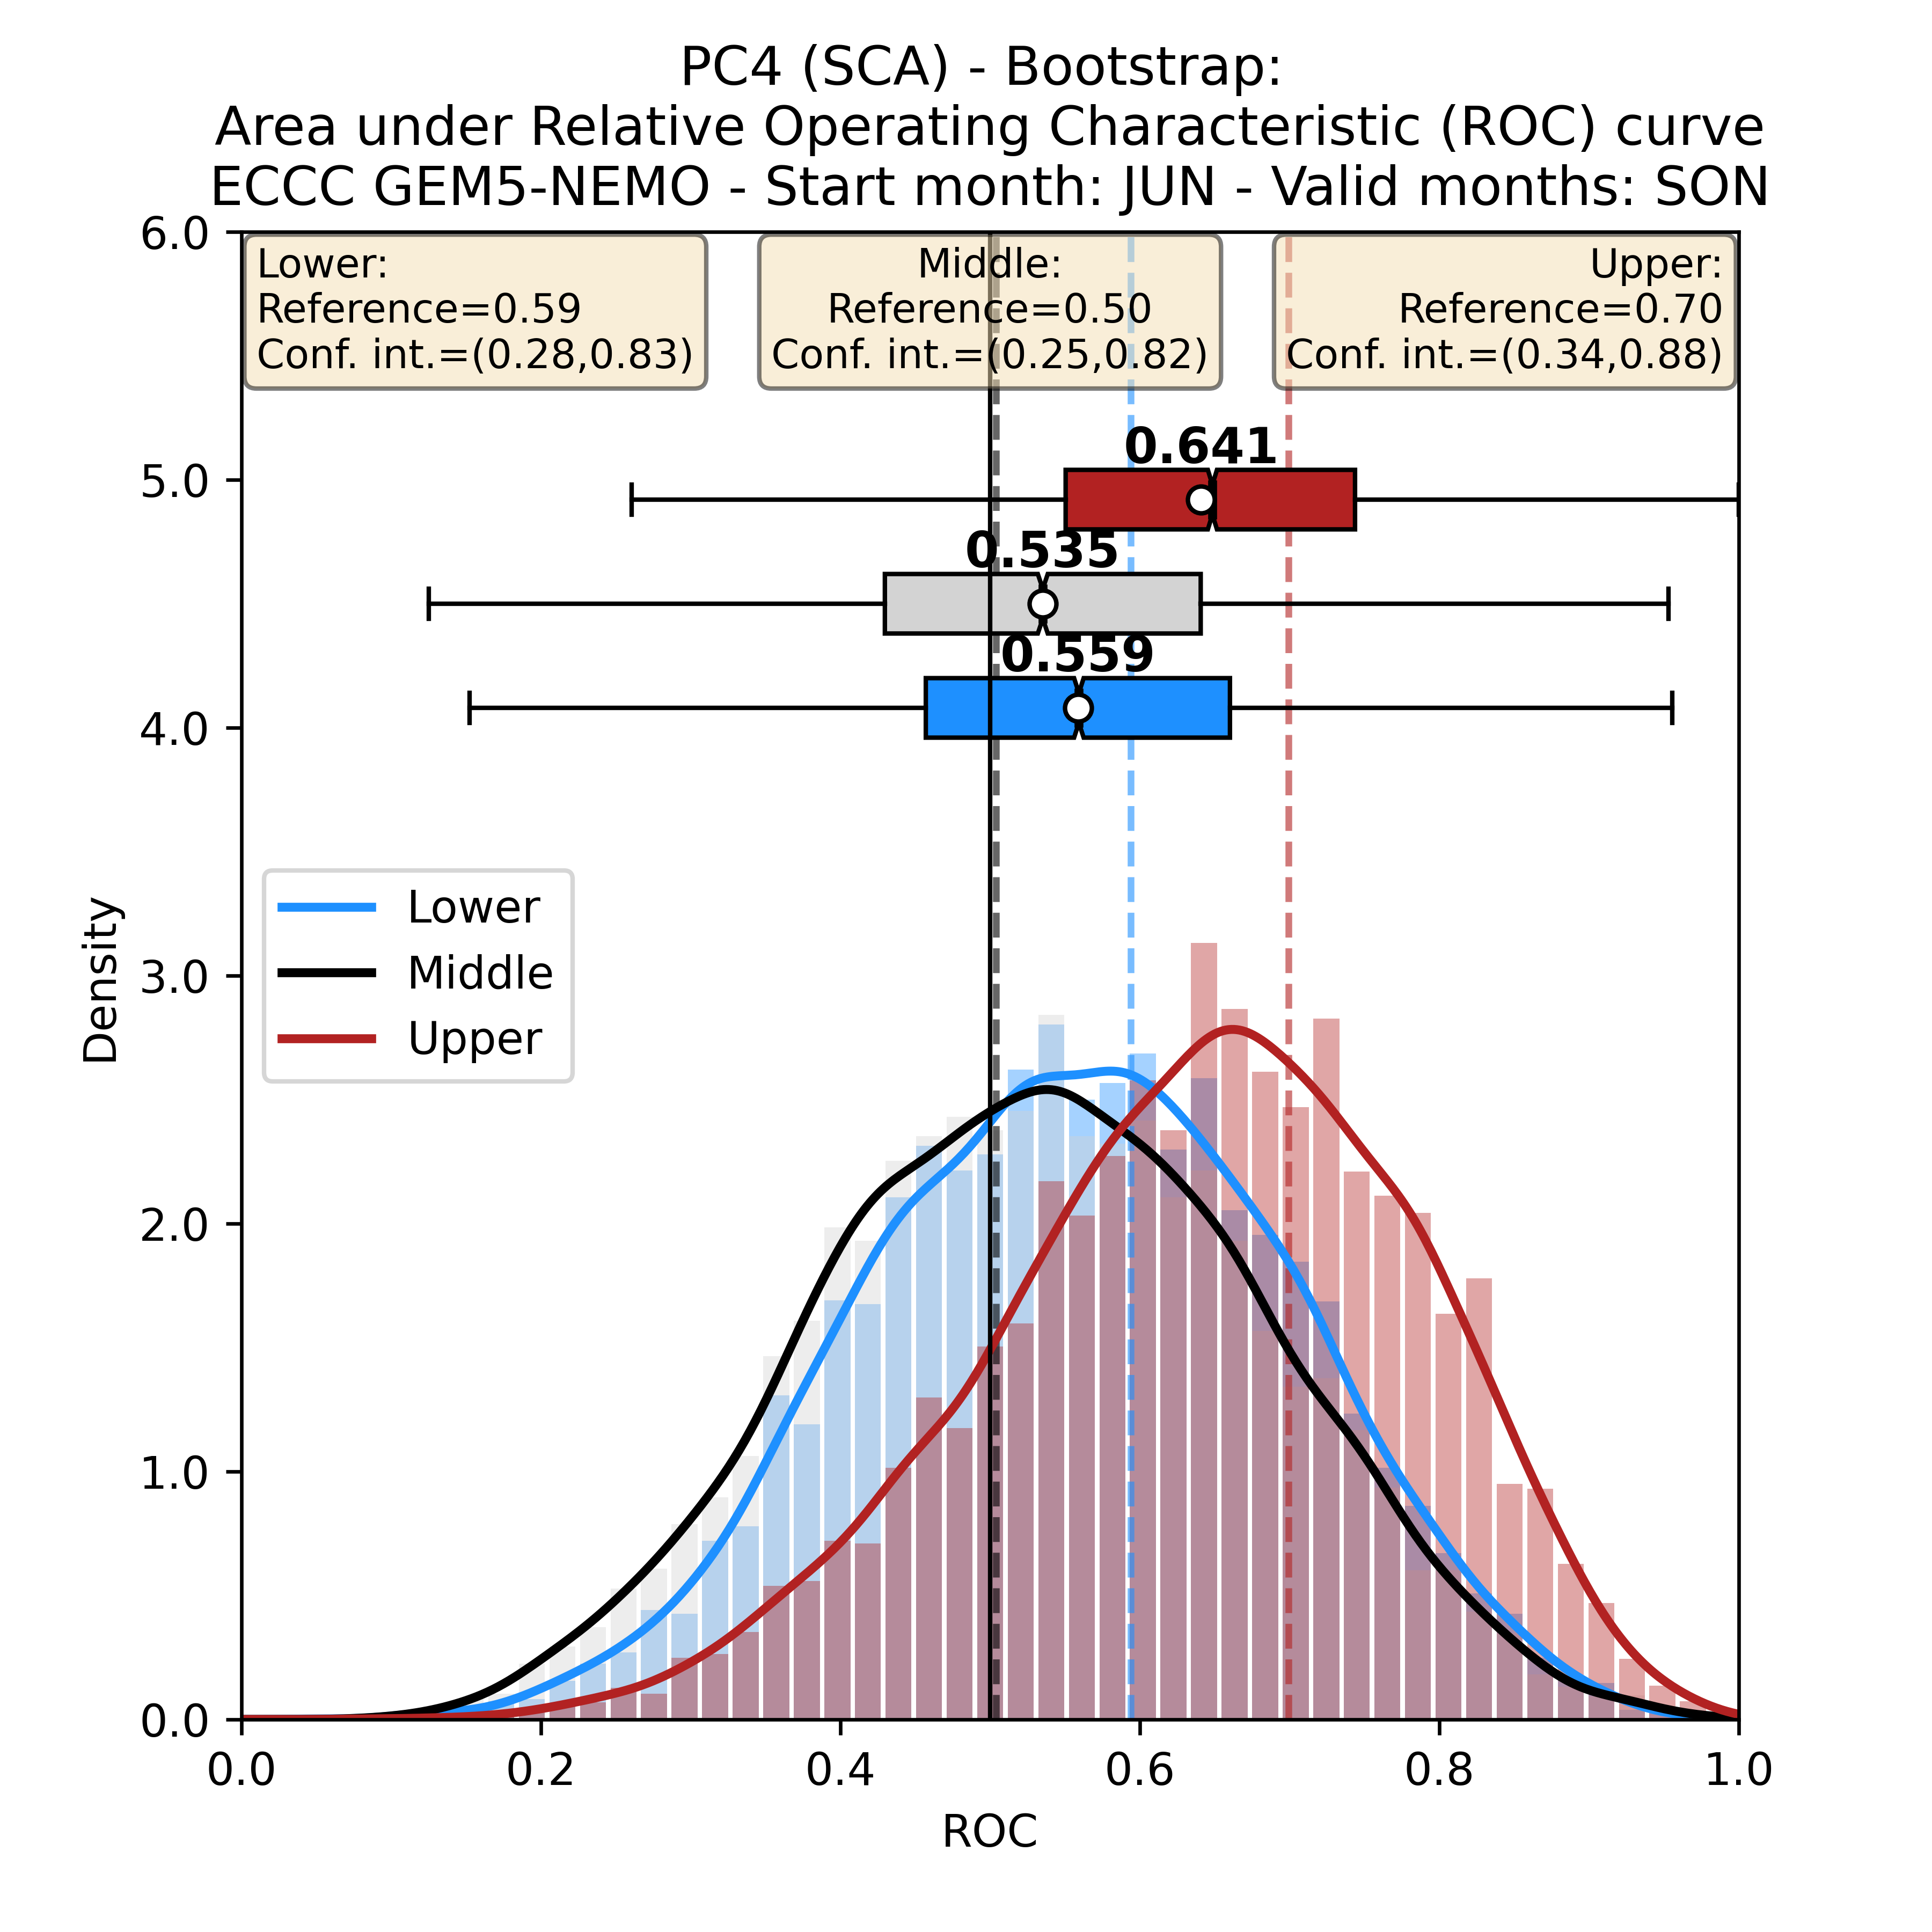 PC4 (SCA) - Bootstrap:
Area under Relative Operating Characteristic (ROC) curve
ECCC GEM5-NEMO - Start month: JUN - Valid months: SON
Lower:
Reference=0.59
Conf. int.=(0.28,0.83)
Middle:
Reference=0.50
Conf. int.=(0.25,0.82)
Upper:
Reference=0.70
Conf. int.=(0.34,0.88)
0.641
0.535
0.559
Lower
Middle
Upper
Density
6.0
5.0
4.0
3.0
2.0
1.0
0.0
0.0 0.2 0.4 0.6 0.8 1.0
ROC